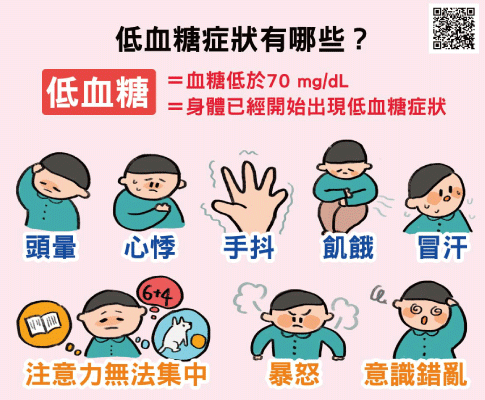 低血糖症狀有哪些？
低血糖
＝血糖低於70 mg/dL
＝身體已經開始出現低血糖症狀
頭暈 心悸 手抖 飢餓 冒汗
6+4
注意力無法集中 暴怒 意識錯亂